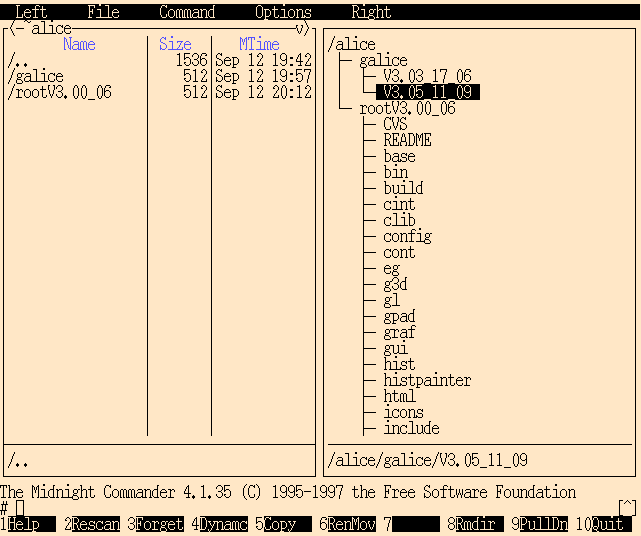 Left File Command Options Right
<-~alice v>
Name Size MTime
/.. 1536 Sep 12 19:42
/galice 512 Sep 12 19:57
/rootV3.00_06 512 Sep 12 20:12
/..
/alice
galice
V3.03_17_06
V3.05_11_09
rootV3.00_06
CVS
README
base
bin
build
cint
clib
config
cont
eg
g3d
gl
gpad
graf
gui
hist
histpainter
html
icons
include
/alice/galice/V3.05_11_09
The Midnight Commander 4.1.35 (C) 1995-1997 the Free Software Foundation
# [^]
1Help 2Rescan 3Forget 4Dynamc 5Copy 6RenMov 7 8Rmdir 9PullDn 10Quit